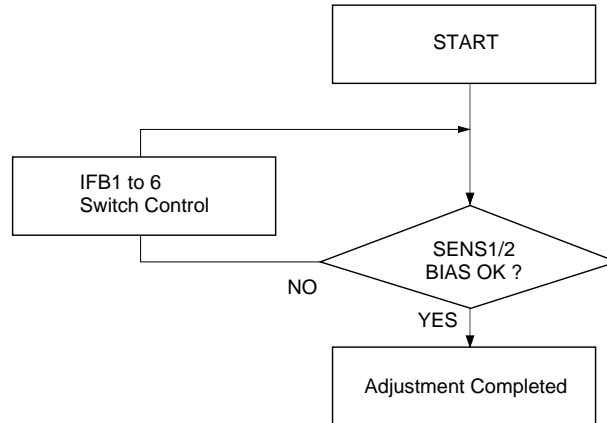 START
IFB1 to 6
Switch Control
SENS1/2
BIAS OK ?
NO
YES
Adjustment Completed